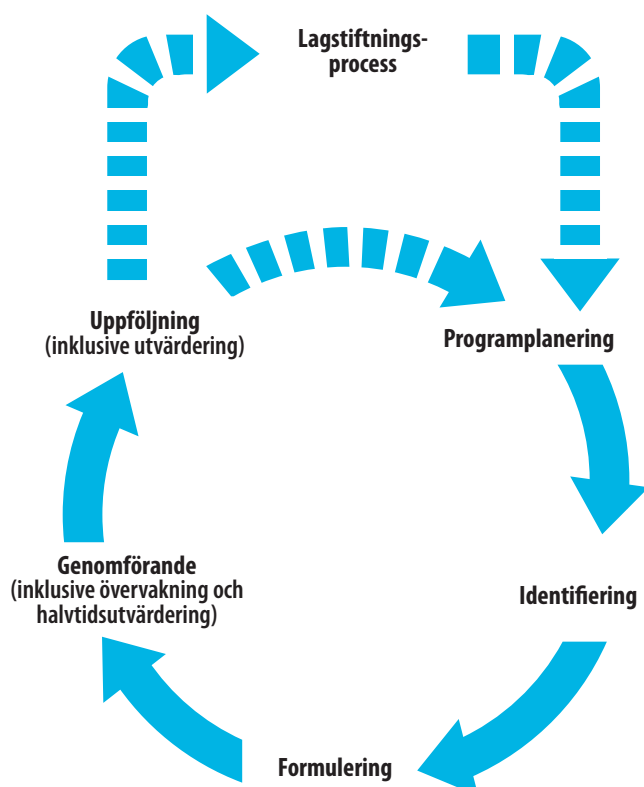 Lagstiftnings-
process
Uppföljning
(inklusive utvärdering)
Programplanering
Genomförande
(inklusive övervakning och
halvtidsutvärdering)
Identifiering
Formulering